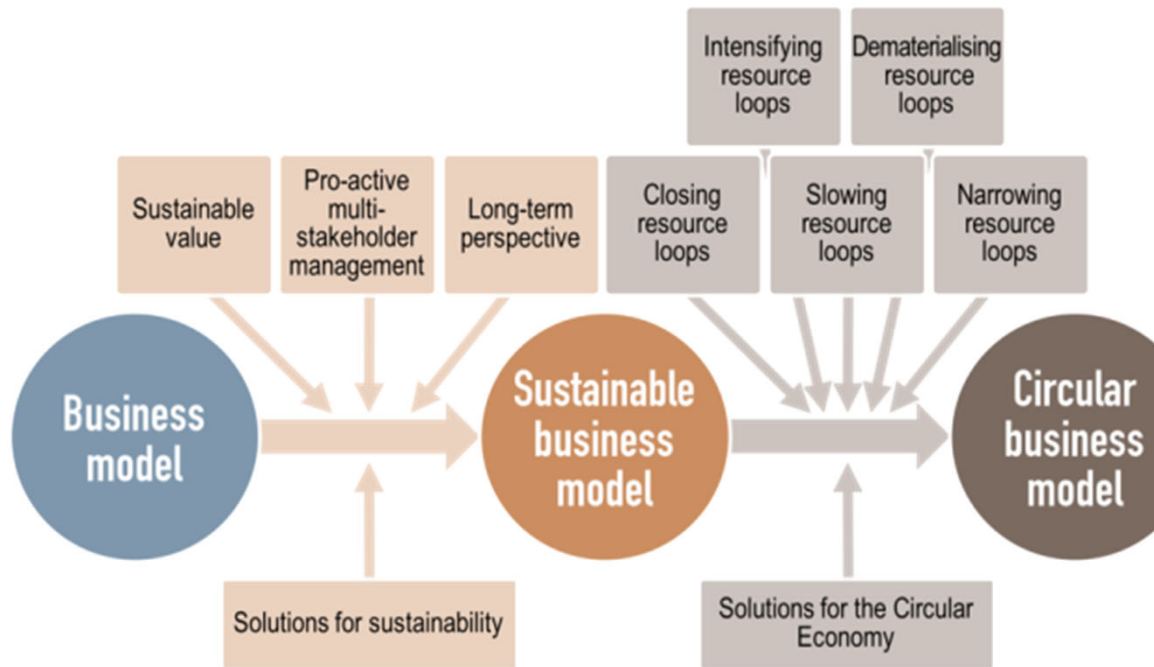 Intensifying
resource
loops
Dematerialising
resource
loops
Sustainable
value
Pro-active
multi-
stakeholder
management
Long-term
perspective
Closing
resource
loops
Slowing
resource
loops
Narrowing
resource
loops
Business
model
Sustainable
business
model
Circular
business
model
Solutions for sustainability
Solutions for the Circular
Economy